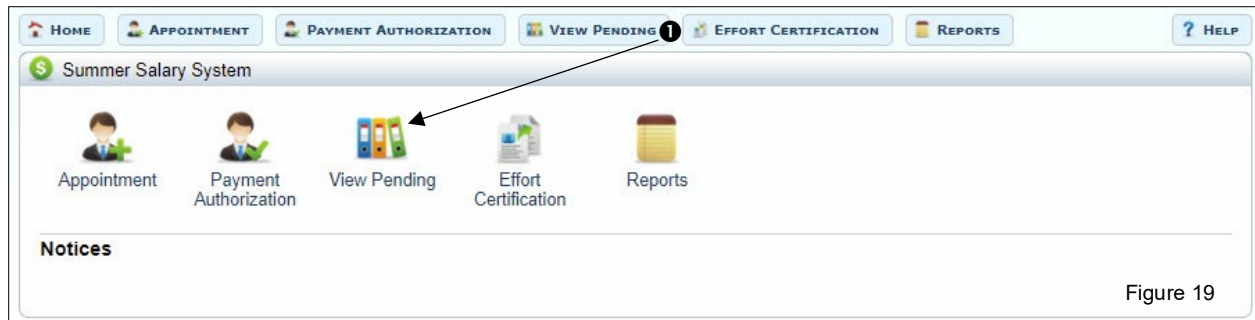 HOME APPOINTMENT PAYMENT AUTHORIZATION VIEW PENDING ❶ EFFORT CERTIFICATION REPORTS ? HELP
$ Summer Salary System
Appointment
Payment
Authorization
View Pending
Effort
Certification
Reports
Notices
Figure 19